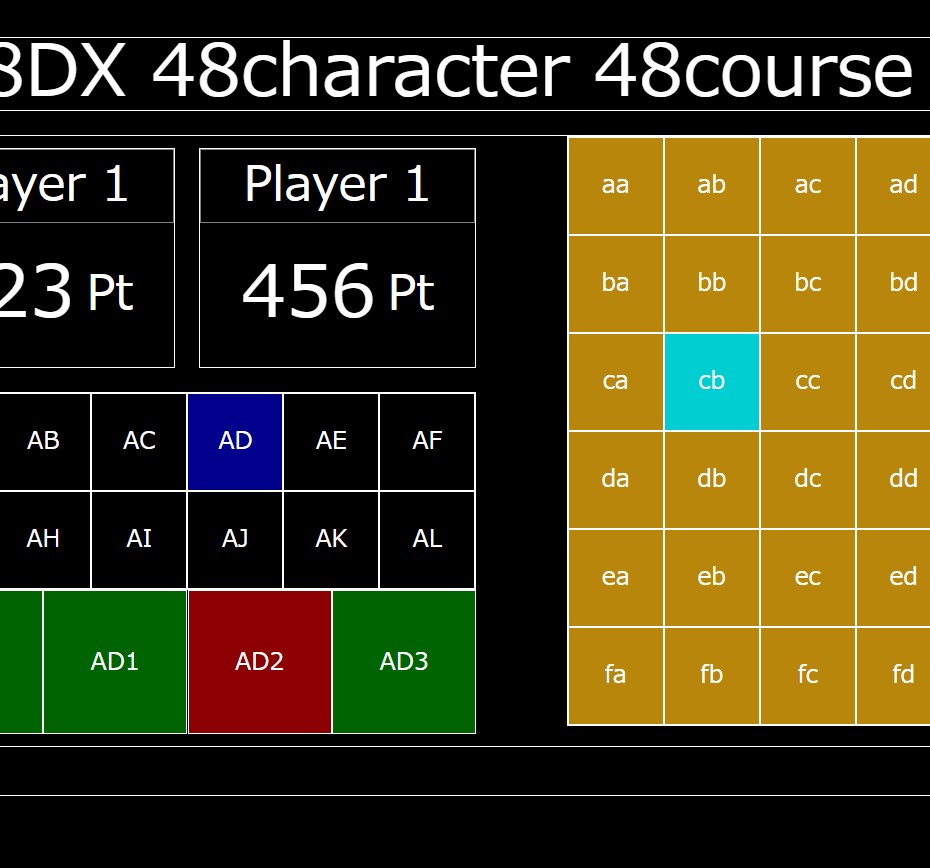 8DX 48character 48course
ayer 1
Player 1
23 Pt
456 Pt
AB AC AD AE AF
AH AI AJ AK AL
AD1 AD2 AD3
aa ab ac ad
ba bb bc bd
ca cb cc cd
da db dc dd
ea eb ec ed
fa fb fc fd